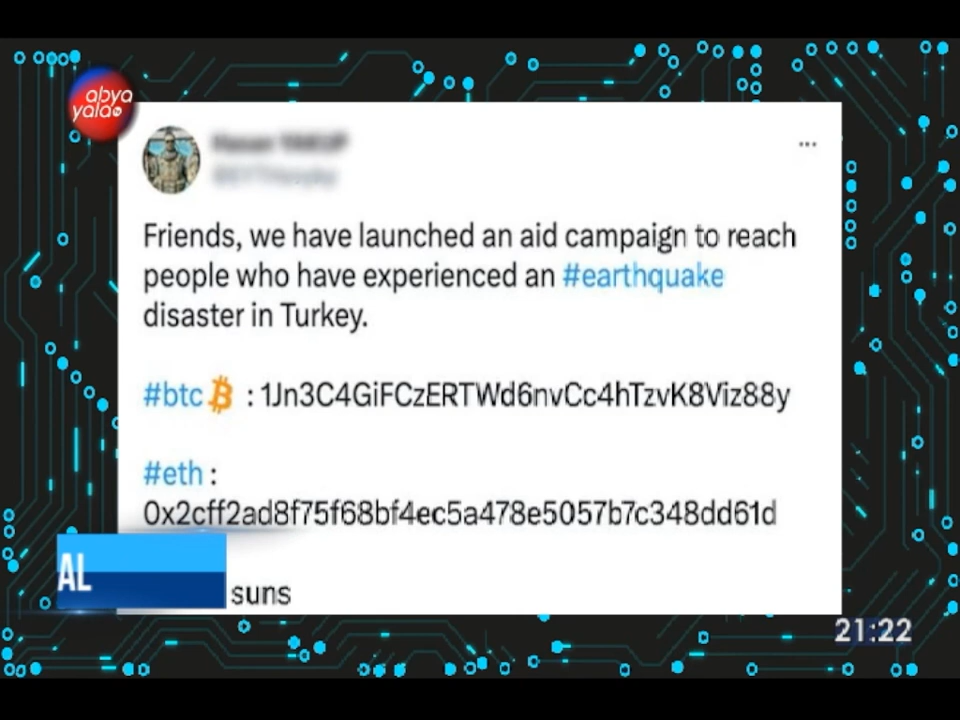 abya
yala
Friends, we have launched an aid campaign to reach
people who have experienced an #earthquake
disaster in Turkey.
#btc : 1Jn3C4GiFCzERTWd6nvCc4hTzvK8Viz88y
#eth :
0x2cff2ad8f75f68bf4ec5a478e5057b7c348dd61d
AL
suns
21:22